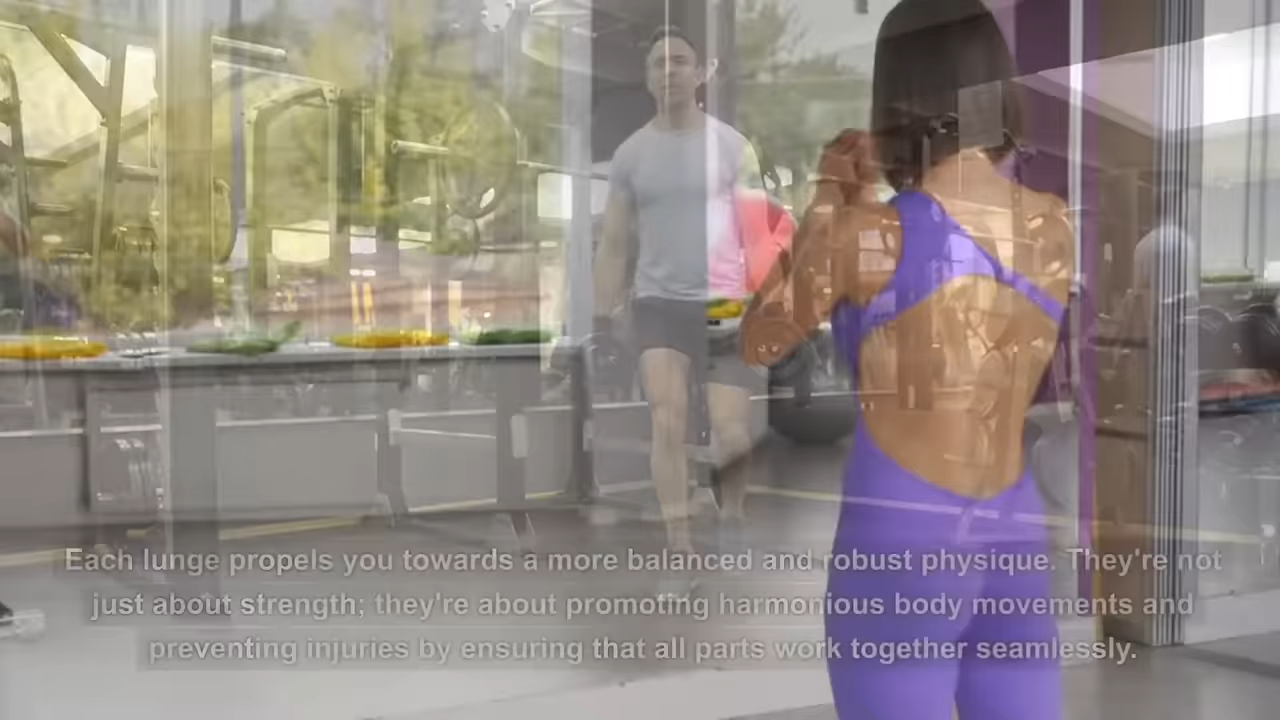 Each lunge propels you towards a more balanced and robust physique. They're not
just about strength; they're about promoting harmonious body movements and
preventing injuries by ensuring that all parts work together seamlessly.